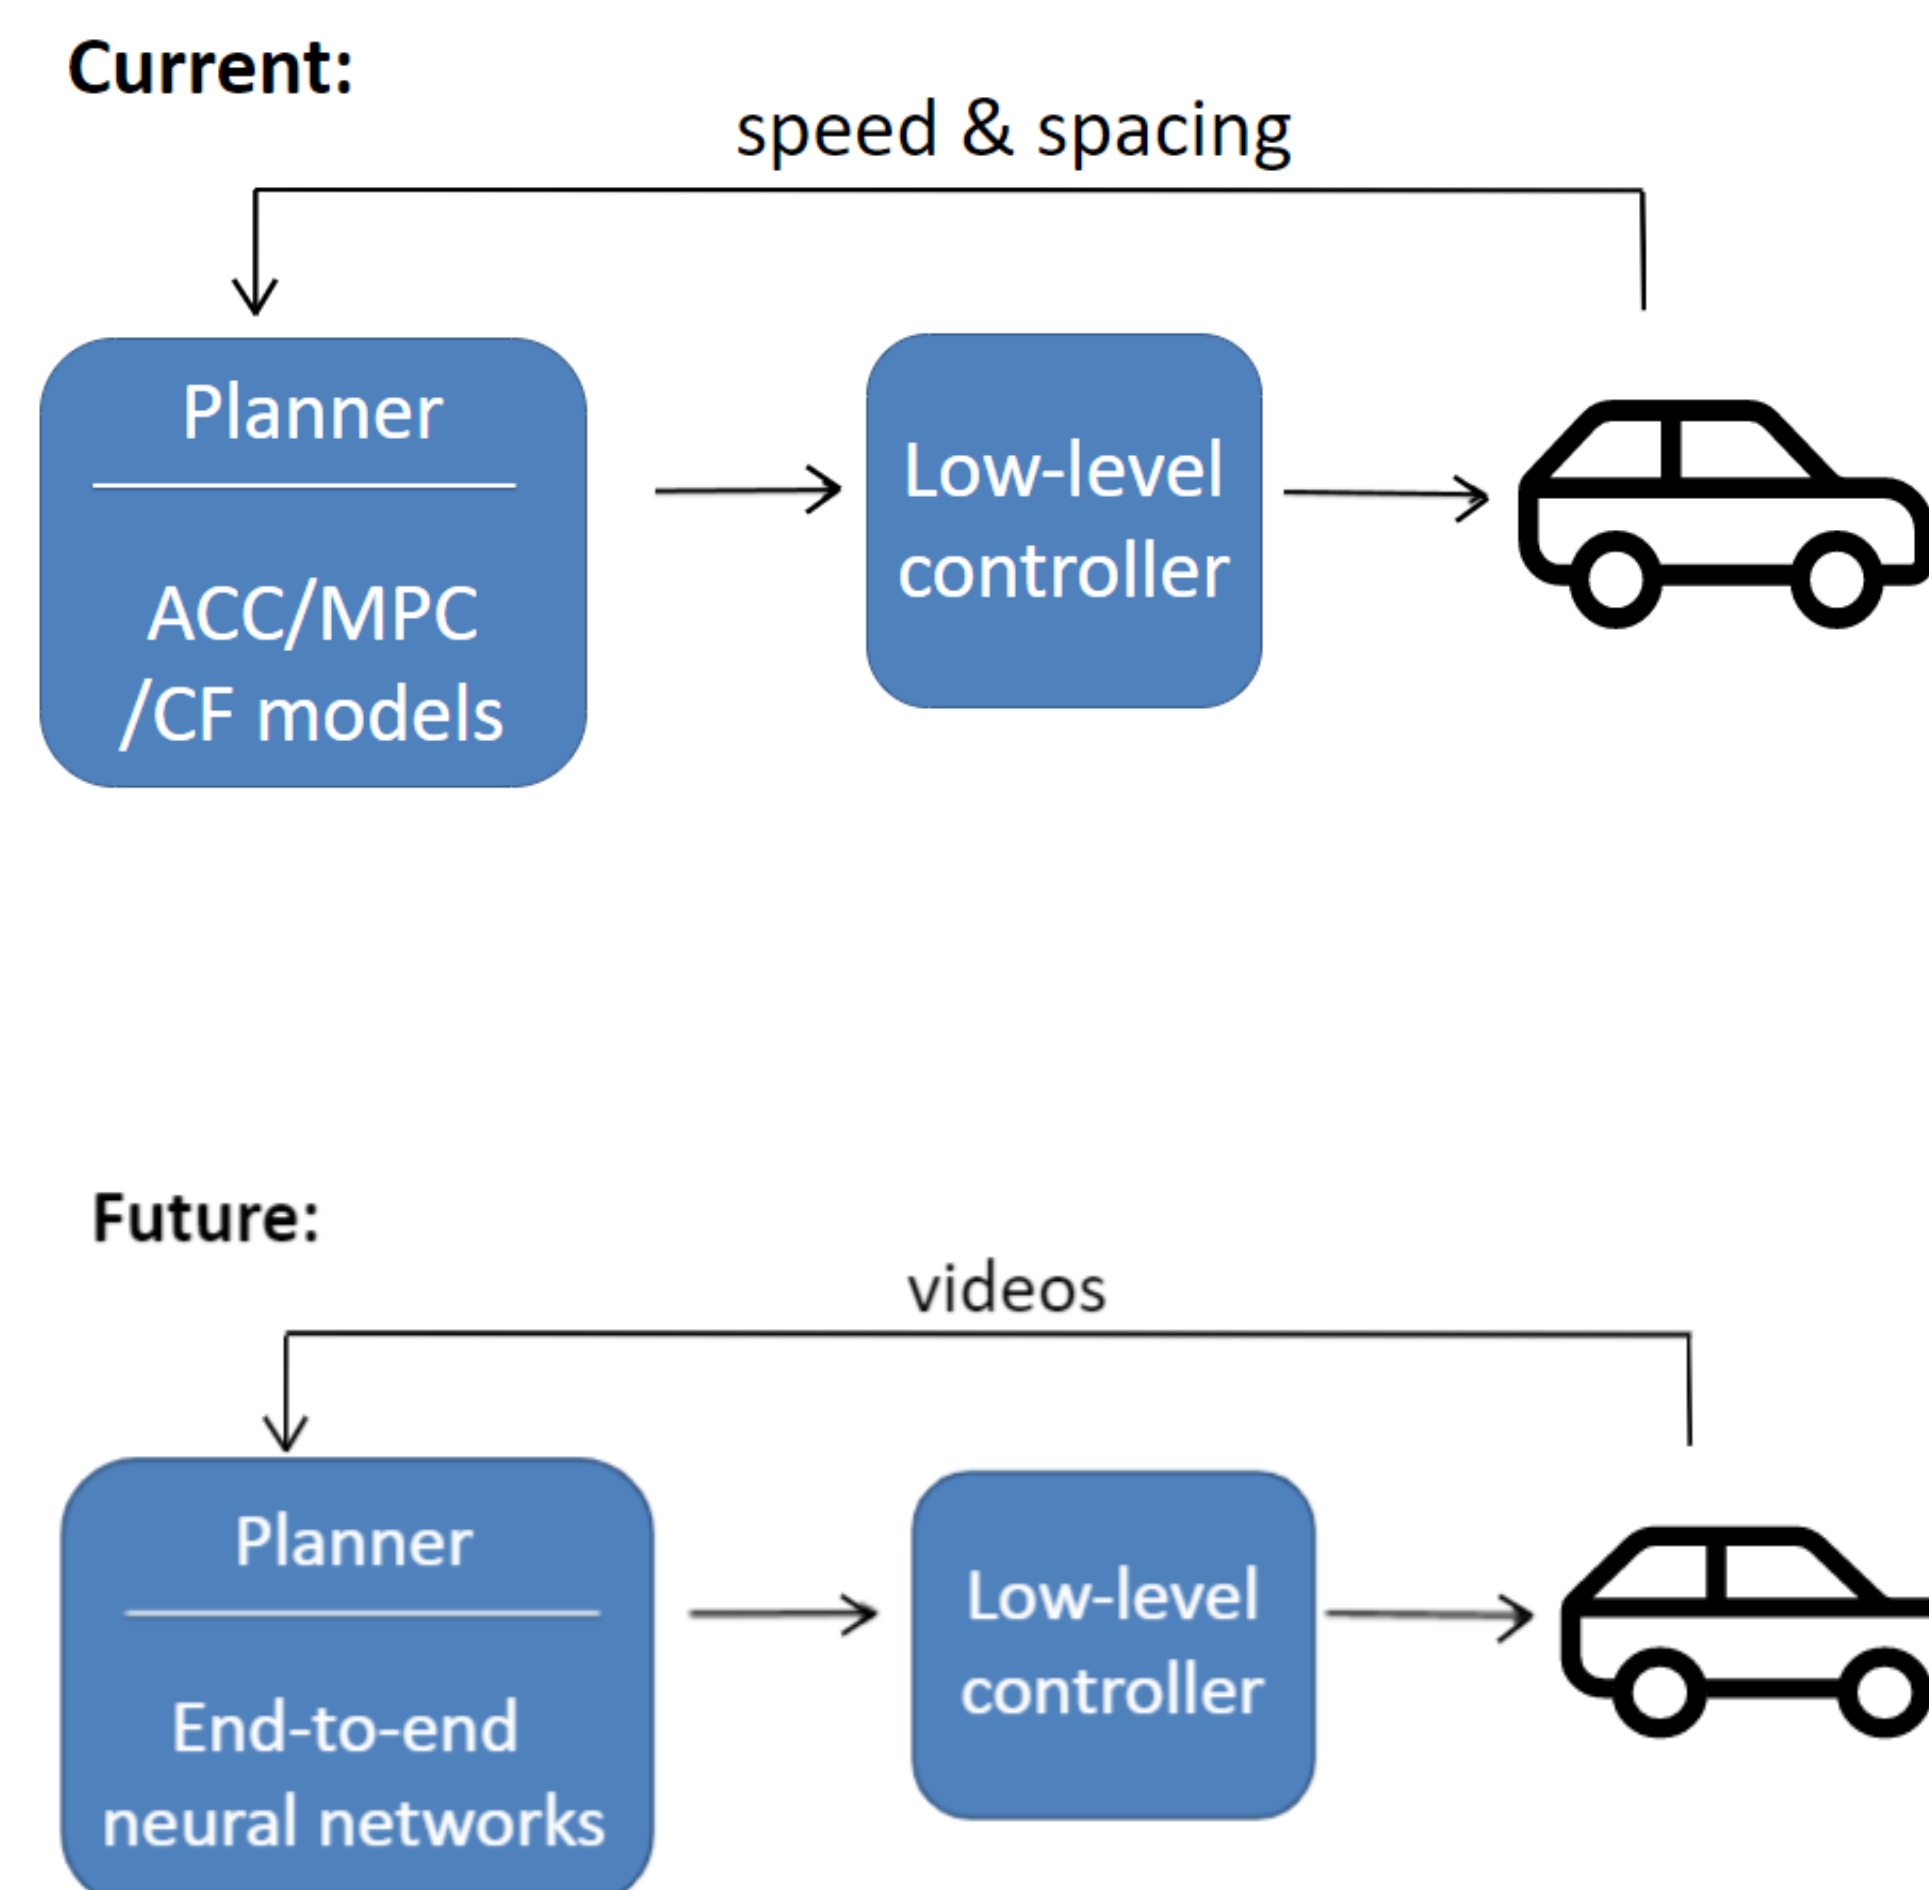 Current:
speed & spacing
Planner
ACC/MPC
/CF models
Low-level
controller
Future:
videos
Planner
End-to-end
neural networks
Low-level
controller